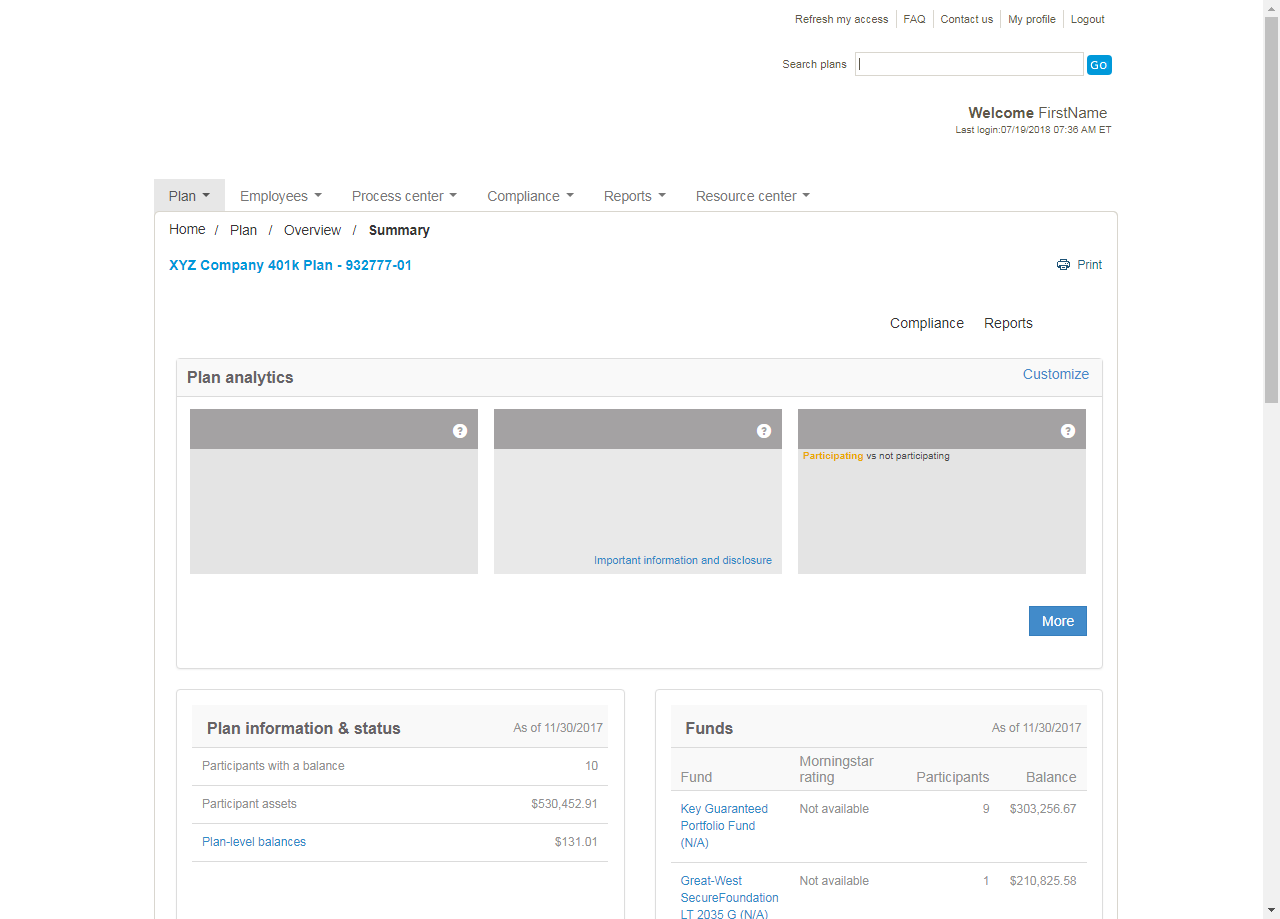 Refresh my access FAQ Contact us My profile Logout
Search plans Go
Welcome FirstName
Last login:07/19/2018 07:36 AM ET
Plan Employees Process center Compliance Reports Resource center
Home / Plan / Overview / Summary
XYZ Company 401k Plan - 932777-01 Print
Compliance Reports
Plan analytics Customize
? ? ?
Participating vs not participating
Important information and disclosure
More
Plan information & status As of 11/30/2017
Participants with a balance 10
Participant assets $530,452.91
Plan-level balances $131.01
Funds As of 11/30/2017
Morningstar
Fund rating Participants Balance
Key Guaranteed Not available 9 $303,256.67
Portfolio Fund
(N/A)
Great-West Not available 1 $210,825.58
SecureFoundation
LT 2035 G (N/A)